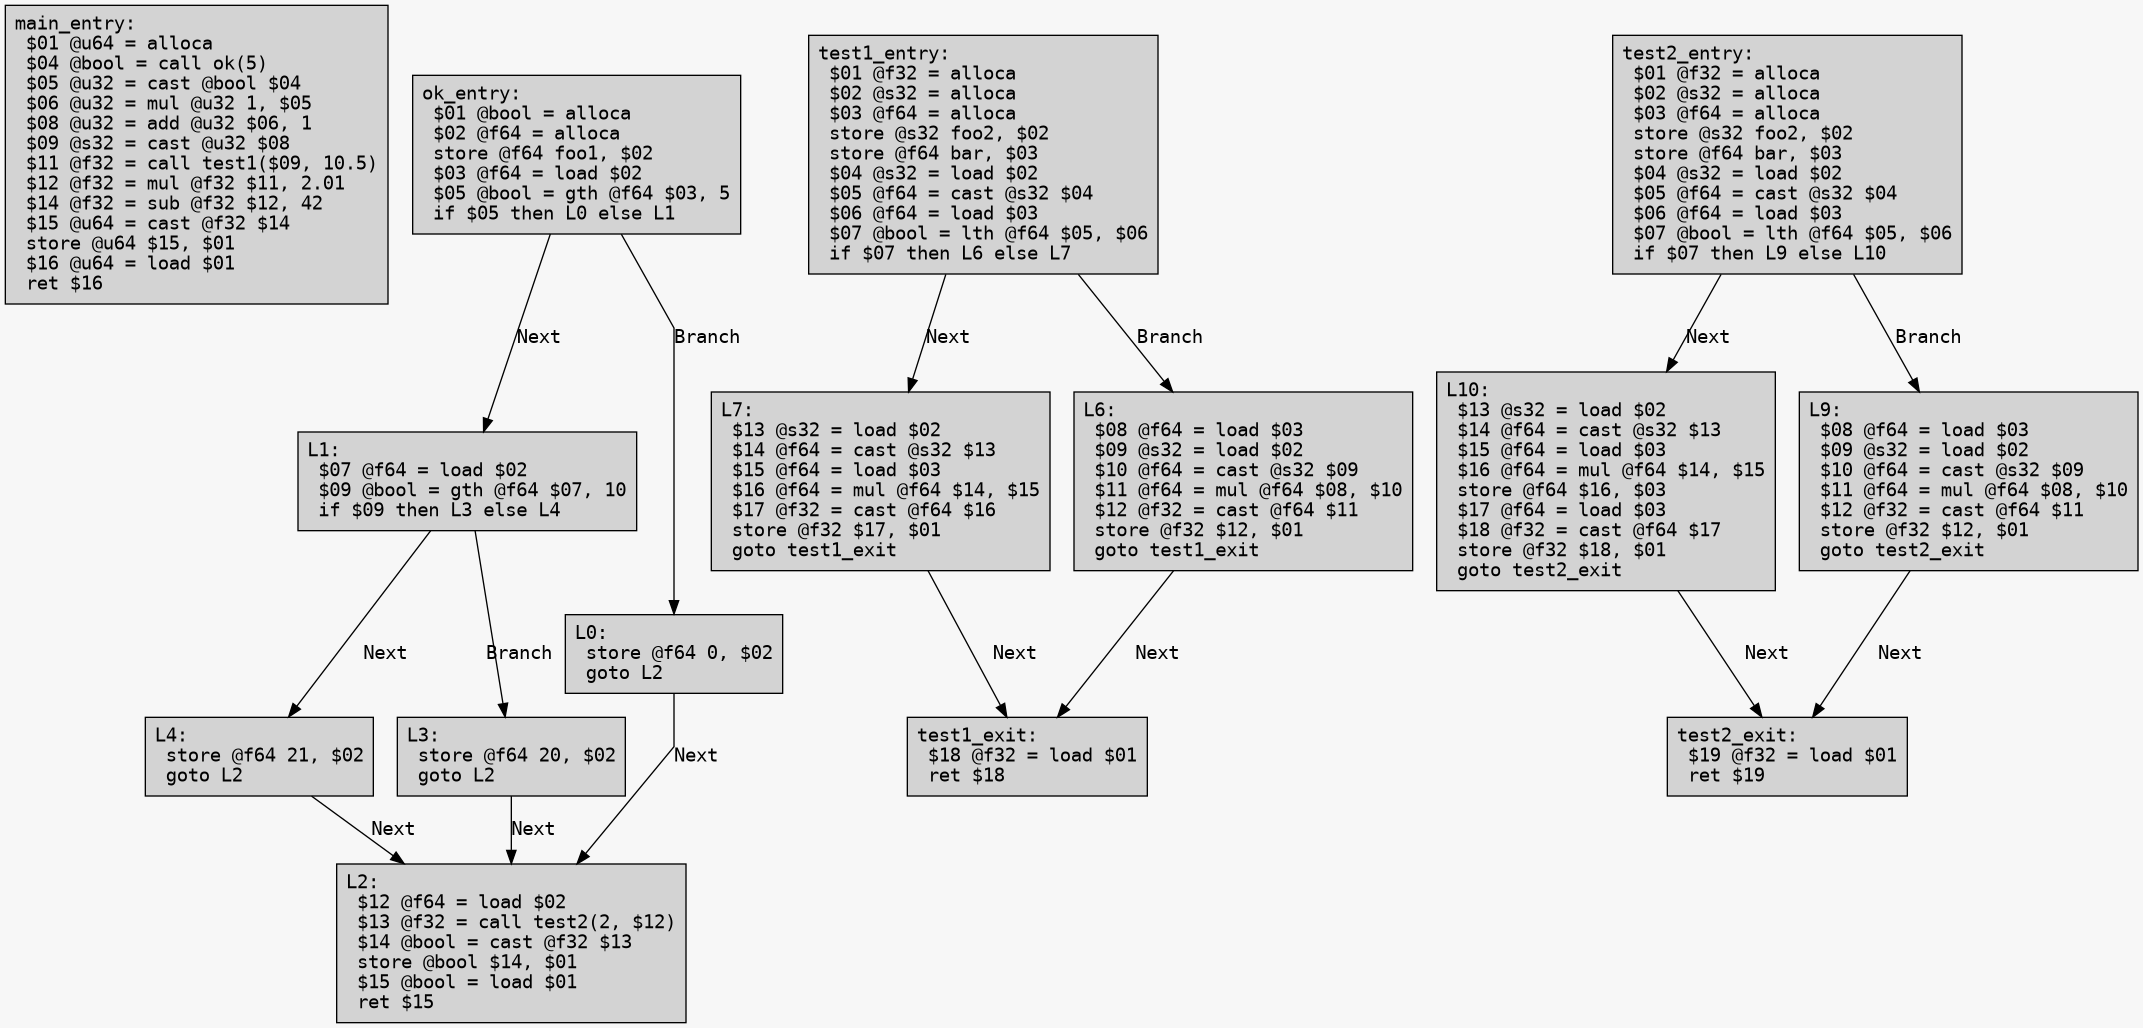 main_entry:
$01 @u64 = alloca
$04 @bool = call ok(5)
$05 @u32 = cast @bool $04
$06 @u32 = mul @u32 1, $05
$08 @u32 = add @u32 $06, 1
$09 @s32 = cast @u32 $08
$11 @f32 = call test1($09, 10.5)
$12 @f32 = mul @f32 $11, 2.01
$14 @f32 = sub @f32 $12, 42
$15 @u64 = cast @f32 $14
store @u64 $15, $01
$16 @u64 = load $01
ret $16
ok_entry:
$01 @bool = alloca
$02 @f64 = alloca
store @f64 foo1, $02
$03 @f64 = load $02
$05 @bool = gth @f64 $03, 5
if $05 then L0 else L1
Next
Branch
L1:
$07 @f64 = load $02
$09 @bool = gth @f64 $07, 10
if $09 then L3 else L4
Next
Branch
L0:
store @f64 0, $02
goto L2
L4:
store @f64 21, $02
goto L2
L3:
store @f64 20, $02
goto L2
Next
Next
Next
L2:
$12 @f64 = load $02
$13 @f32 = call test2(2, $12)
$14 @bool = cast @f32 $13
store @bool $14, $01
$15 @bool = load $01
ret $15
test1_entry:
$01 @f32 = alloca
$02 @s32 = alloca
$03 @f64 = alloca
store @s32 foo2, $02
store @f64 bar, $03
$04 @s32 = load $02
$05 @f64 = cast @s32 $04
$06 @f64 = load $03
$07 @bool = lth @f64 $05, $06
if $07 then L6 else L7
Next
Branch
L7:
$13 @s32 = load $02
$14 @f64 = cast @s32 $13
$15 @f64 = load $03
$16 @f64 = mul @f64 $14, $15
$17 @f32 = cast @f64 $16
store @f32 $17, $01
goto test1_exit
L6:
$08 @f64 = load $03
$09 @s32 = load $02
$10 @f64 = cast @s32 $09
$11 @f64 = mul @f64 $08, $10
$12 @f32 = cast @f64 $11
store @f32 $12, $01
goto test1_exit
Next
Next
test1_exit:
$18 @f32 = load $01
ret $18
test2_entry:
$01 @f32 = alloca
$02 @s32 = alloca
$03 @f64 = alloca
store @s32 foo2, $02
store @f64 bar, $03
$04 @s32 = load $02
$05 @f64 = cast @s32 $04
$06 @f64 = load $03
$07 @bool = lth @f64 $05, $06
if $07 then L9 else L10
Next
Branch
L10:
$13 @s32 = load $02
$14 @f64 = cast @s32 $13
$15 @f64 = load $03
$16 @f64 = mul @f64 $14, $15
store @f64 $16, $03
$17 @f64 = load $03
$18 @f32 = cast @f64 $17
store @f32 $18, $01
goto test2_exit
L9:
$08 @f64 = load $03
$09 @s32 = load $02
$10 @f64 = cast @s32 $09
$11 @f64 = mul @f64 $08, $10
$12 @f32 = cast @f64 $11
store @f32 $12, $01
goto test2_exit
Next
Next
test2_exit:
$19 @f32 = load $01
ret $19